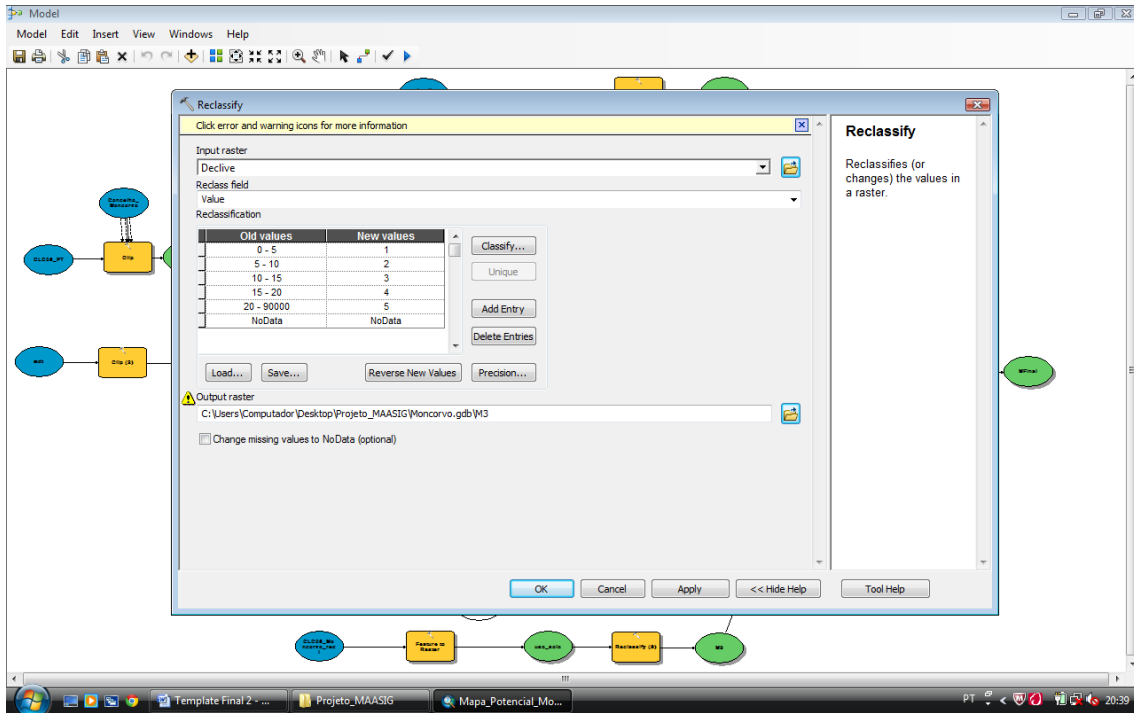 Model
Model Edit Insert View Windows Help
Reclassify
Click error and warning icons for more information
Input raster
Declive
Reclass field
Value
Reclassification
Old values New values
0 - 5 1
5 - 10 2
10 - 15 3
15 - 20 4
20 - 90000 5
NoData NoData
Classify...
Unique
Add Entry
Delete Entries
Load... Save... Reverse New Values Precision...
Output raster
C:\Users\Computador\Desktop\Projeto_MAASIG\Moncorvo.gdb\M3
Change missing values to NoData (optional)
OK Cancel Apply << Hide Help Tool Help
Reclassify
Reclassifies (or
changes) the values in
a raster.
Clip
Clip (2)
MFinal
Feature to
Raster
uso_solo
Reclassify (3)
Template Final 2 - ... Projeto_MAASIG Mapa_Potencial_Mo... PT 20:39